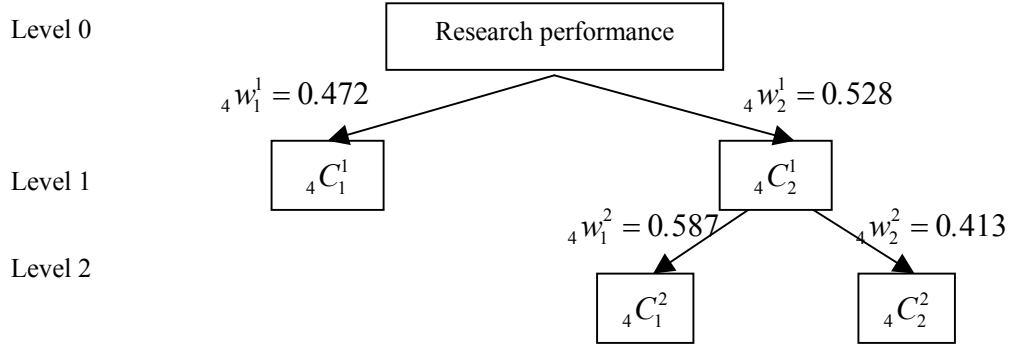 Level 0
Research performance
₄w₁¹ = 0.472
₄w₂¹ = 0.528
Level 1
₄C₁¹
₄C₂¹
₄w₁² = 0.587
₄w₂² = 0.413
Level 2
₄C₁²
₄C₂²